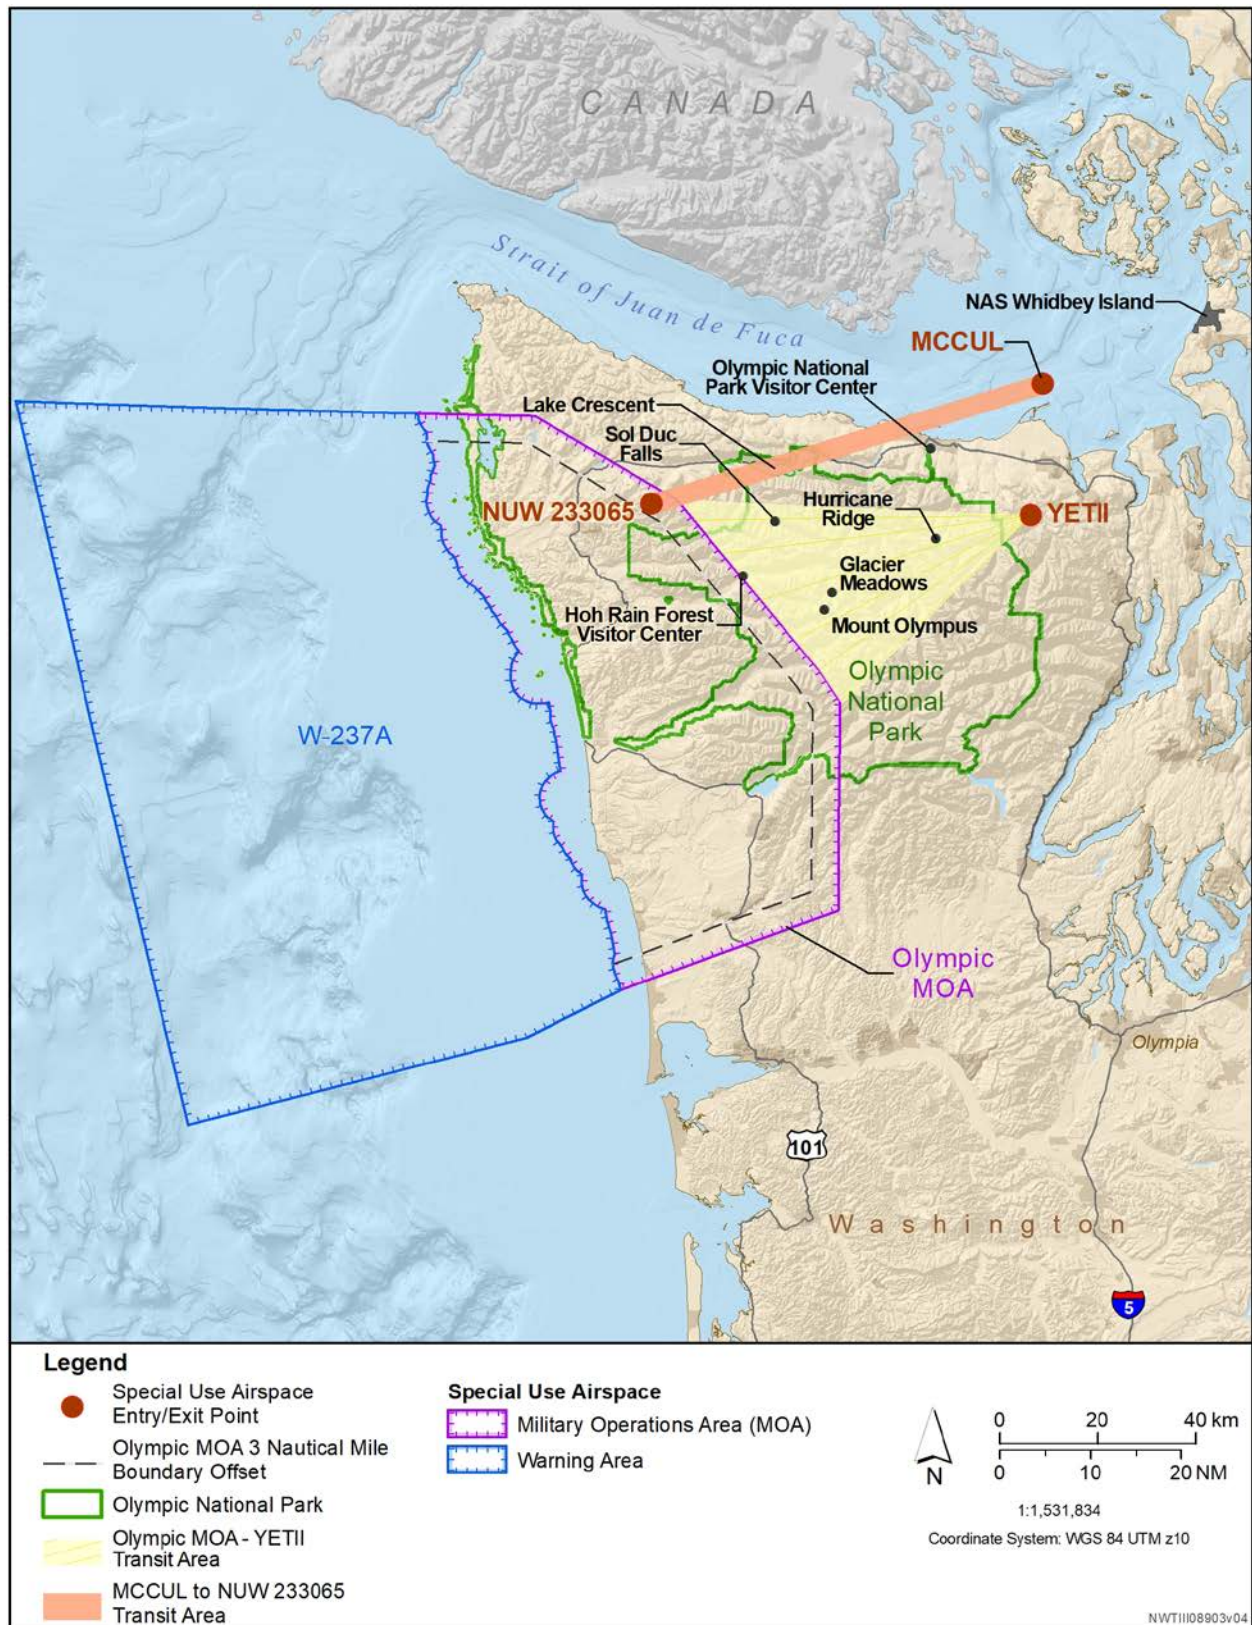 CANADA
Strait of Juan de Fuca
NAS Whidbey Island
MCCUL
Olympic National
Park Visitor Center
Lake Crescent
Sol Duc
Falls
NUW 233065
Hurricane
Ridge
YETII
Glacier
Meadows
Hoh Rain Forest
Visitor Center
Mount Olympus
Olympic
National
Park
W-237A
Olympic
MOA
Olympia
101
Washington
5
Legend
Special Use Airspace
Entry/Exit Point
Olympic MOA 3 Nautical Mile
Boundary Offset
Olympic National Park
Olympic MOA - YETII
Transit Area
MCCUL to NUW 233065
Transit Area
Special Use Airspace
Military Operations Area (MOA)
Warning Area
N
0 20 40 km
0 10 20 NM
1:1,531,834
Coordinate System: WGS 84 UTM z10
NWTIII08903v04